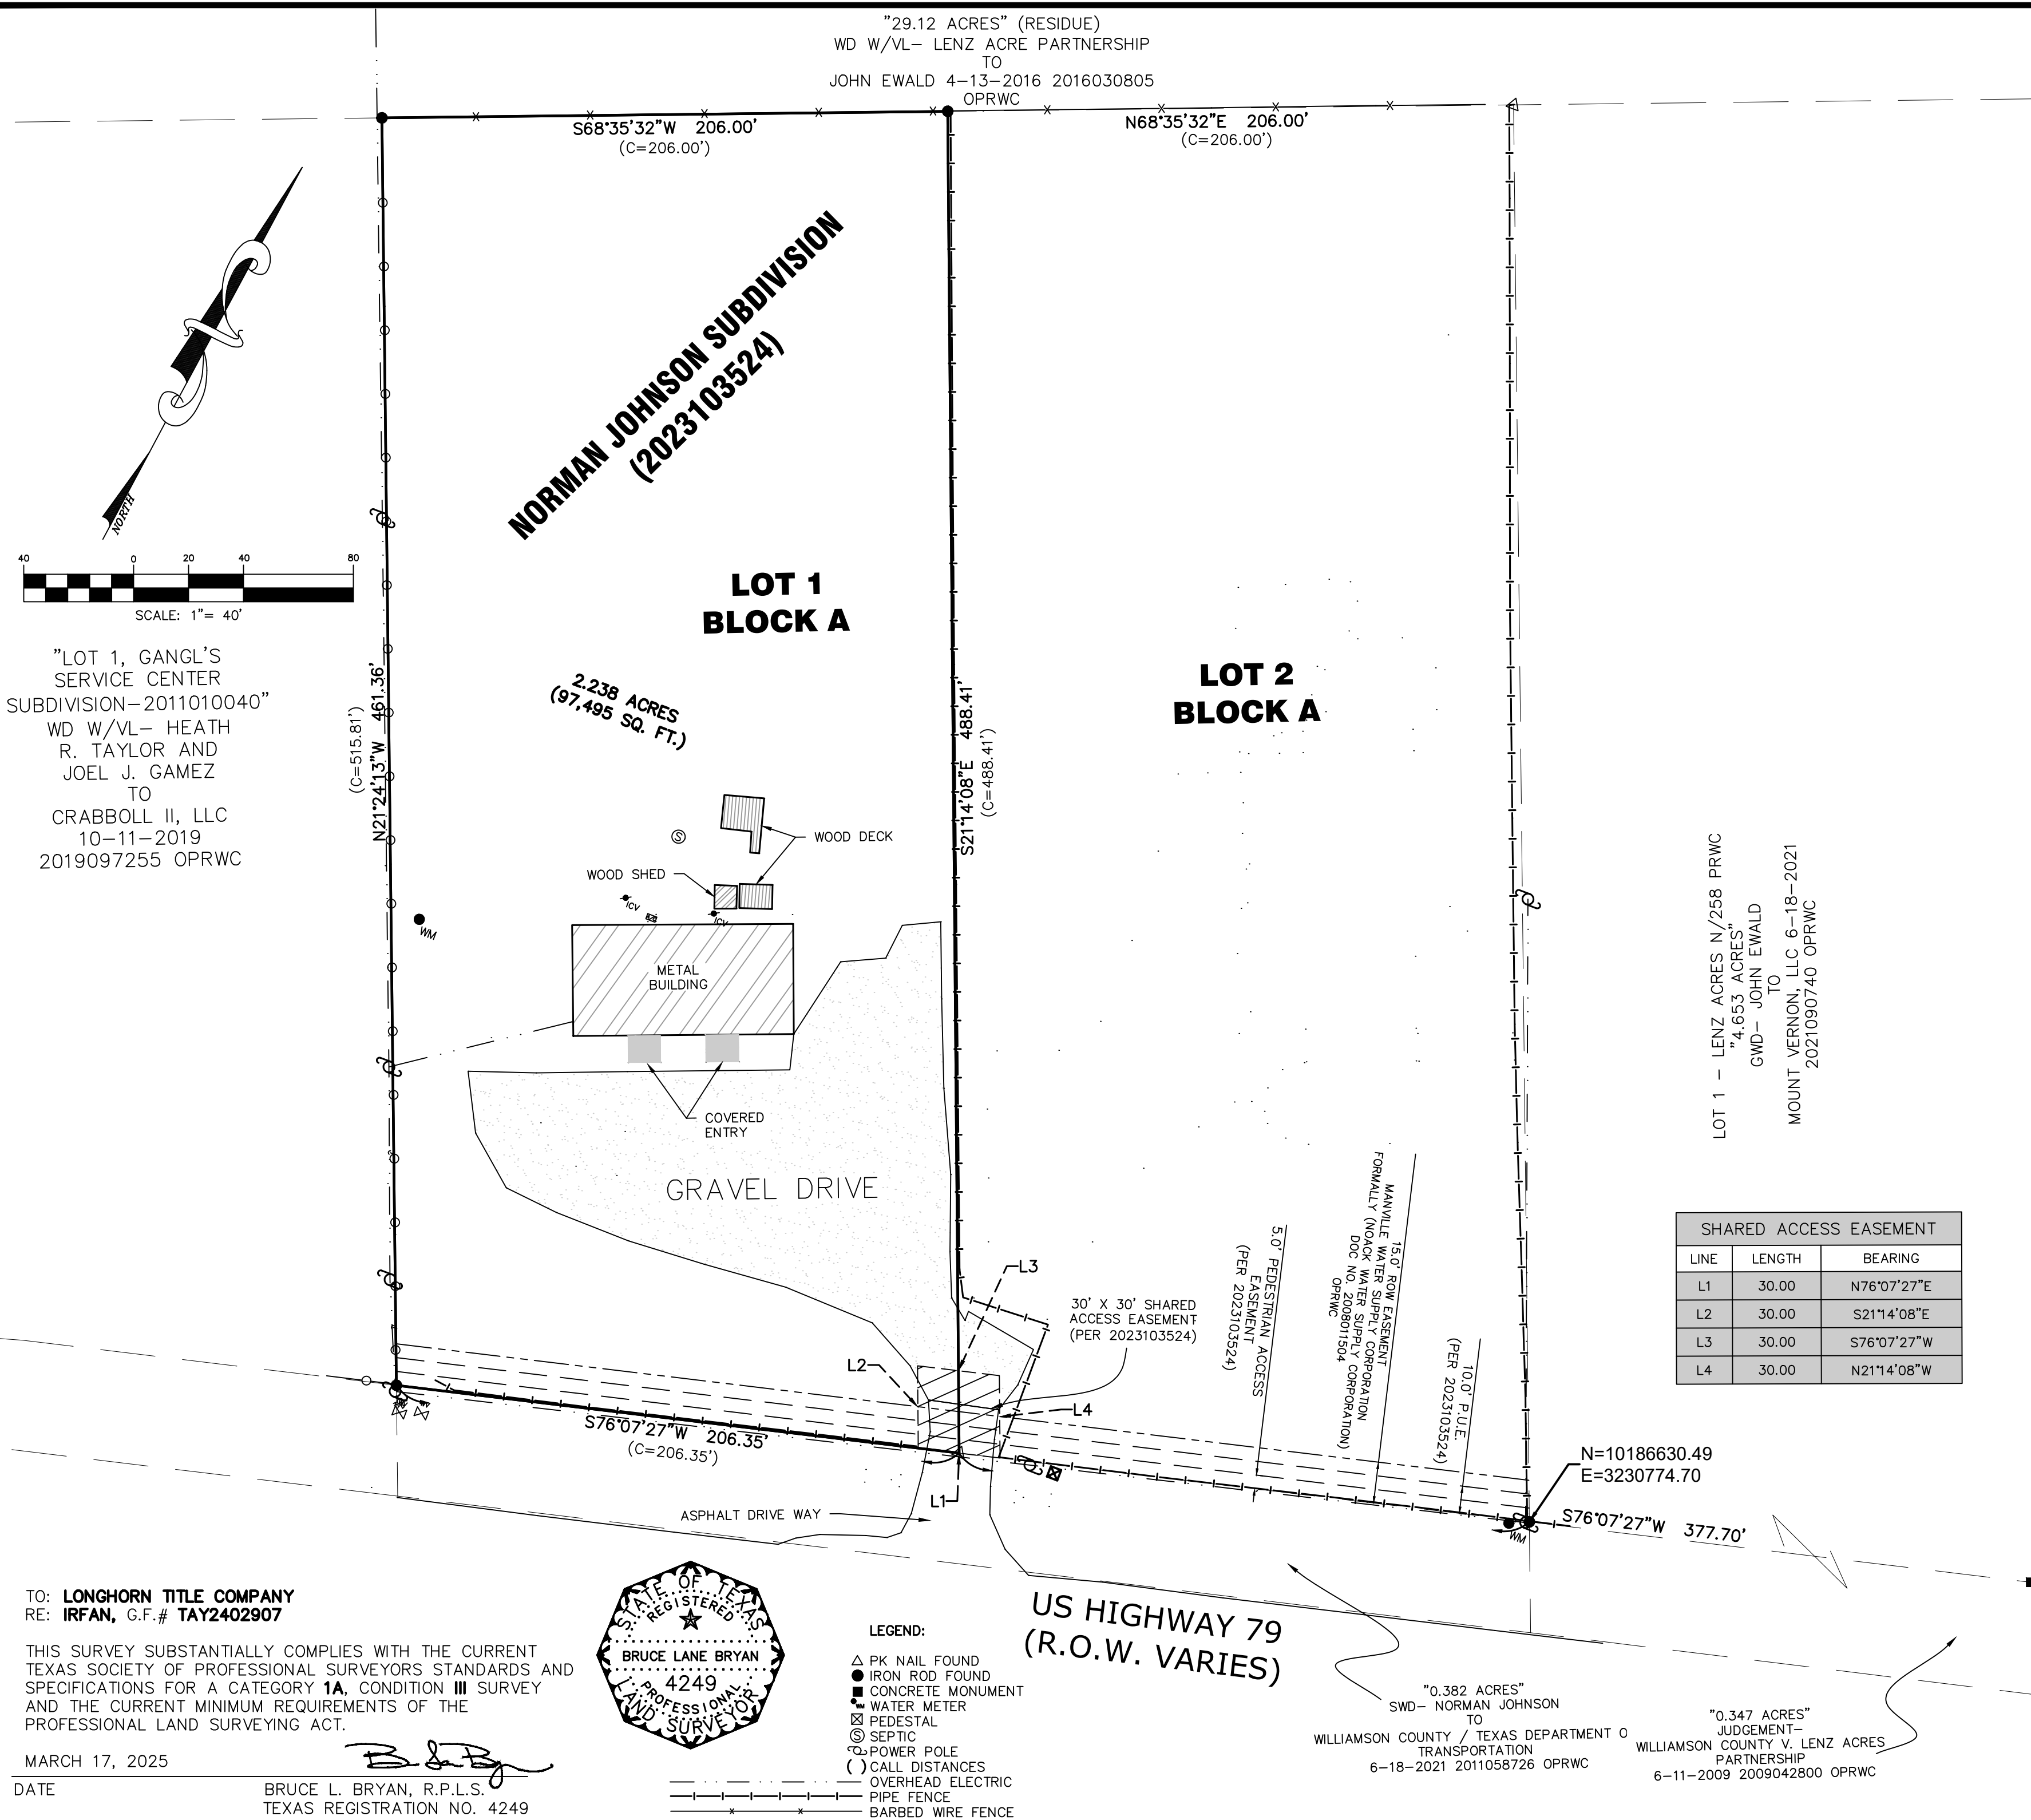 "29.12 ACRES" (RESIDUE)
WD W/VL- LENZ ACRE PARTNERSHIP
TO
JOHN EWALD 4-13-2016 2016030805
OPRWC
S68°35'32"W 206.00'
(C=206.00')
N68°35'32"E 206.00'
(C=206.00')
NORTH
40 0 20 40 80
SCALE: 1"= 40'
NORMAN JOHNSON SUBDIVISION
(2023103524)
LOT 1
BLOCK A
2.238 ACRES
(97,495 SQ. FT.)
LOT 2
BLOCK A
"LOT 1, GANGL'S
SERVICE CENTER
SUBDIVISION-2011010040"
WD W/VL- HEATH
R. TAYLOR AND
JOEL J. GAMEZ
TO
CRABBOLL II, LLC
10-11-2019
2019097255 OPRWC
N21°24'13"W 461.36'
(C=515.81')
S21°14'08"E 488.41'
(C=488.41')
WOOD DECK
S
WOOD SHED
ICV
ICV
WM
METAL
BUILDING
COVERED
ENTRY
GRAVEL DRIVE
LOT 1 - LENZ ACRES N/258 PRWC
"4.653 ACRES"
GWD- JOHN EWALD
TO
MOUNT VERNON, LLC 6-18-2021
2021090740 OPRWC
SHARED ACCESS EASEMENT
LINE LENGTH BEARING
L1 30.00 N76°07'27"E
L2 30.00 S21°14'08"E
L3 30.00 S76°07'27"W
L4 30.00 N21°14'08"W
L3
30' X 30' SHARED
ACCESS EASEMENT
(PER 2023103524)
L2
L4
L1
5.0' PEDESTRIAN ACCESS
EASEMENT
(PER 2023103524)
15.0' ROW EASEMENT
MANVILLE WATER SUPPLY CORPORATION
FORMALLY (NOACK WATER SUPPLY CORPORATION)
DOC NO. 2008011504
OPRWC
10.0' P.U.E.
(PER 2023103524)
S76°07'27"W 206.35'
(C=206.35')
ASPHALT DRIVE WAY
N=10186630.49
E=3230774.70
WM
S76°07'27"W 377.70'
US HIGHWAY 79
(R.O.W. VARIES)
"0.382 ACRES"
SWD- NORMAN JOHNSON
TO
WILLIAMSON COUNTY / TEXAS DEPARTMENT O
TRANSPORTATION
6-18-2021 2011058726 OPRWC
"0.347 ACRES"
JUDGEMENT-
WILLIAMSON COUNTY V. LENZ ACRES
PARTNERSHIP
6-11-2009 2009042800 OPRWC
TO: LONGHORN TITLE COMPANY
RE: IRFAN, G.F.# TAY2402907
THIS SURVEY SUBSTANTIALLY COMPLIES WITH THE CURRENT
TEXAS SOCIETY OF PROFESSIONAL SURVEYORS STANDARDS AND
SPECIFICATIONS FOR A CATEGORY 1A, CONDITION III SURVEY
AND THE CURRENT MINIMUM REQUIREMENTS OF THE
PROFESSIONAL LAND SURVEYING ACT.
MARCH 17, 2025
DATE
BRUCE L. BRYAN, R.P.L.S.
TEXAS REGISTRATION NO. 4249
STATE OF TEXAS
REGISTERED
BRUCE LANE BRYAN
4249
PROFESSIONAL
LAND SURVEYOR
LEGEND:
PK NAIL FOUND
IRON ROD FOUND
CONCRETE MONUMENT
WM WATER METER
PEDESTAL
S SEPTIC
POWER POLE
( ) CALL DISTANCES
OVERHEAD ELECTRIC
PIPE FENCE
BARBED WIRE FENCE